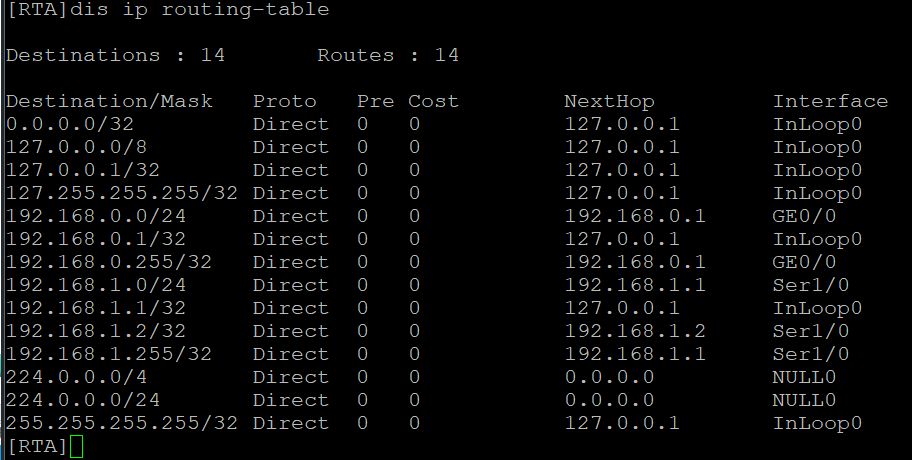 [RTA]dis ip routing-table
Destinations : 14        Routes : 14
Destination/Mask   Proto   Pre Cost        NextHop         Interface
0.0.0.0/32         Direct  0   0           127.0.0.1       InLoop0
127.0.0.0/8        Direct  0   0           127.0.0.1       InLoop0
127.0.0.1/32       Direct  0   0           127.0.0.1       InLoop0
127.255.255.255/32 Direct  0   0           127.0.0.1       InLoop0
192.168.0.0/24     Direct  0   0           192.168.0.1     GE0/0
192.168.0.1/32     Direct  0   0           127.0.0.1       InLoop0
192.168.0.255/32   Direct  0   0           192.168.0.1     GE0/0
192.168.1.0/24     Direct  0   0           192.168.1.1     Ser1/0
192.168.1.1/32     Direct  0   0           127.0.0.1       InLoop0
192.168.1.2/32     Direct  0   0           192.168.1.2     Ser1/0
192.168.1.255/32   Direct  0   0           192.168.1.1     Ser1/0
224.0.0.0/4        Direct  0   0           0.0.0.0         NULL0
224.0.0.0/24       Direct  0   0           0.0.0.0         NULL0
255.255.255.255/32 Direct  0   0           127.0.0.1       InLoop0
[RTA]